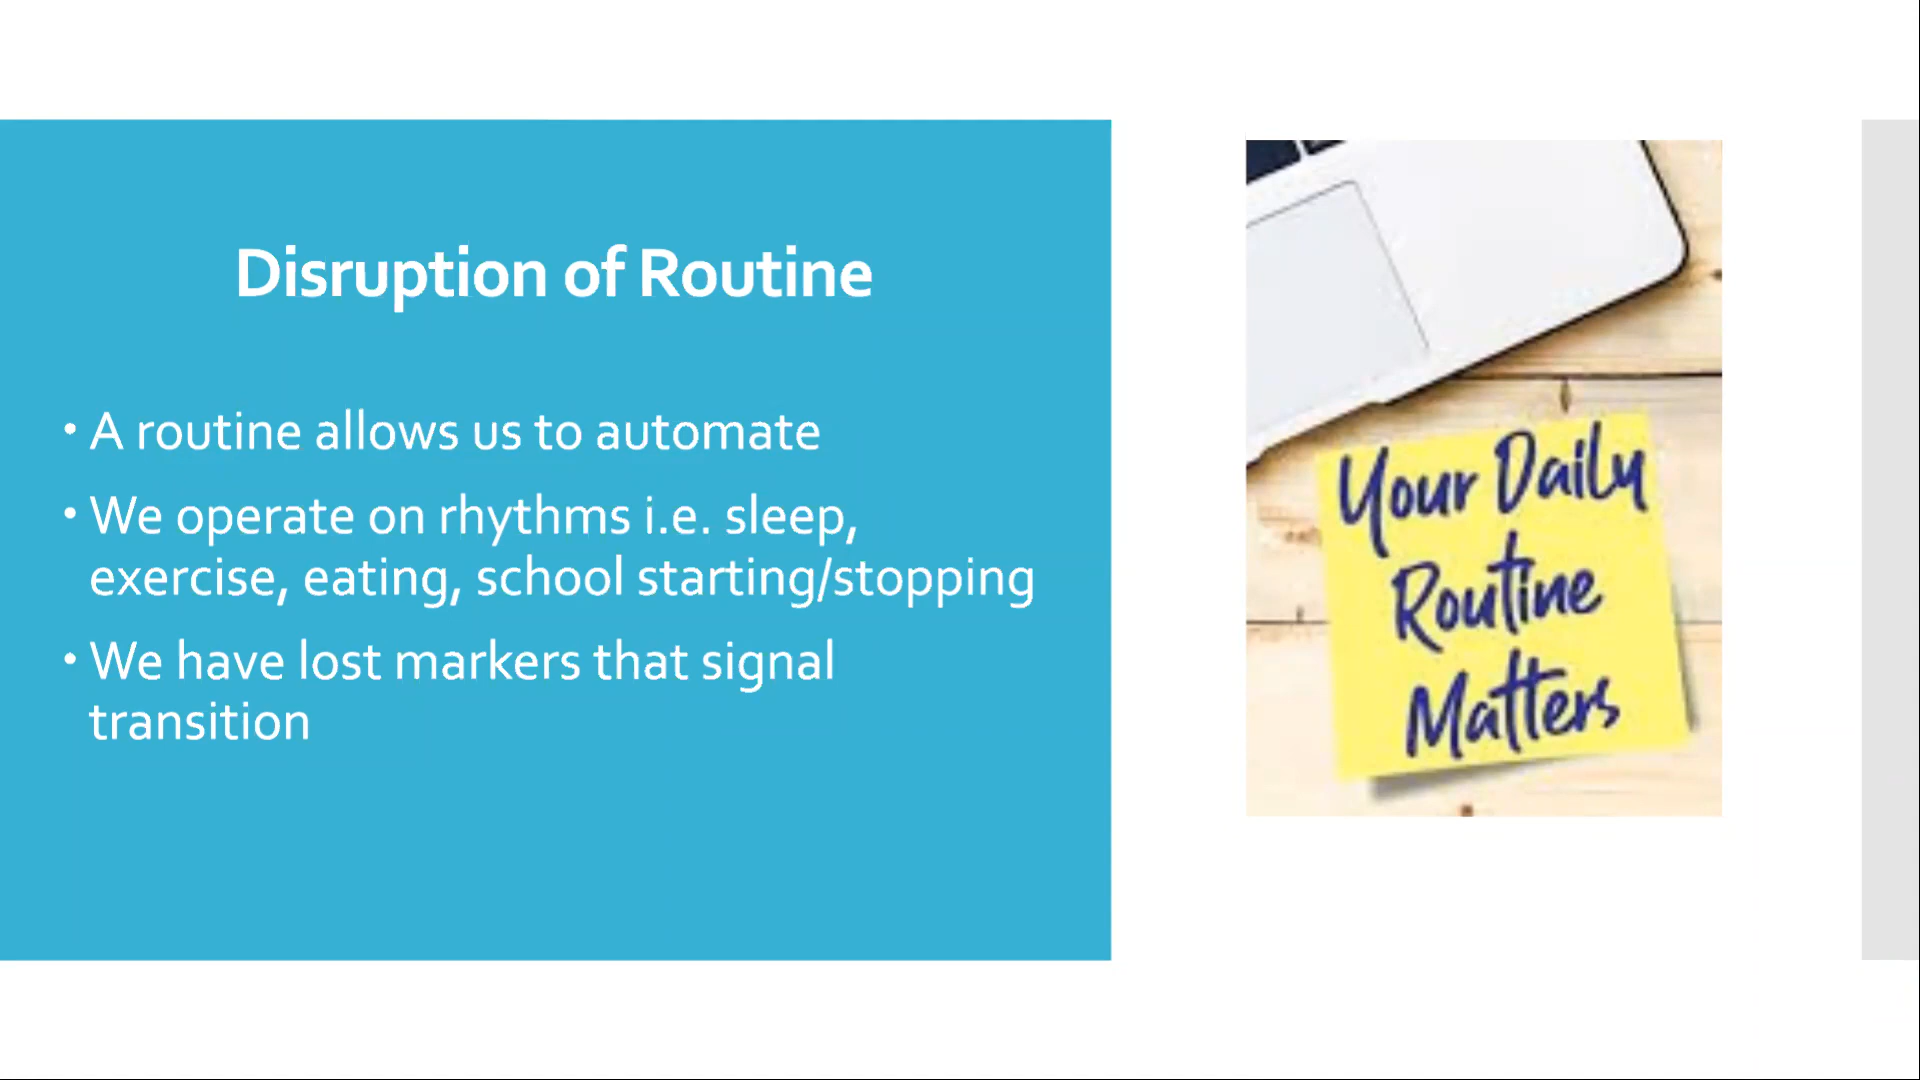 Disruption of Routine
• A routine allows us to automate
• We operate on rhythms i.e. sleep,
exercise, eating, school starting/stopping
• We have lost markers that signal
transition
Your Daily
Routine
Matters